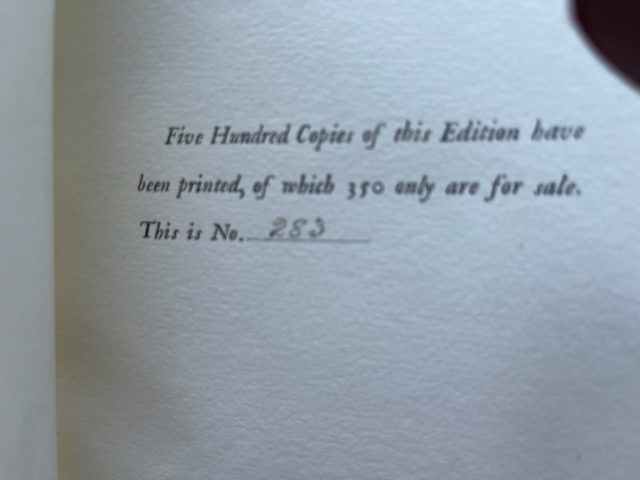 Five Hundred Copies of this Edition have
been printed, of which 350 only are for sale.
This is No.